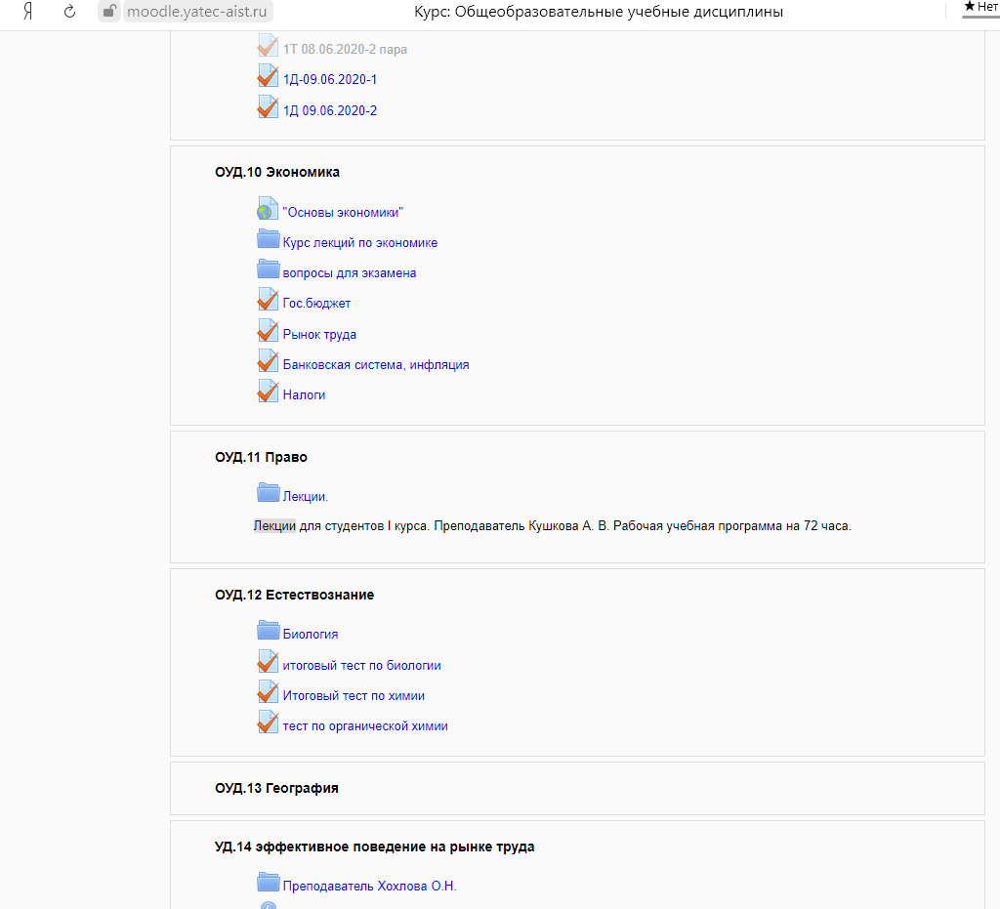 Я moodle.yatec-aist.ru Курс: Общеобразовательные учебные дисциплины ★ Нет
1Т 08.06.2020-2 пара
1Д-09.06.2020-1
1Д 09.06.2020-2
ОУД.10 Экономика
"Основы экономики"
Курс лекций по экономике
вопросы для экзамена
Гос.бюджет
Рынок труда
Банковская система, инфляция
Налоги
ОУД.11 Право
Лекции.
Лекции для студентов I курса. Преподаватель Кушкова А. В. Рабочая учебная программа на 72 часа.
ОУД.12 Естествознание
Биология
итоговый тест по биологии
Итоговый тест по химии
тест по органической химии
ОУД.13 География
УД.14 эффективное поведение на рынке труда
Преподаватель Хохлова О.Н.